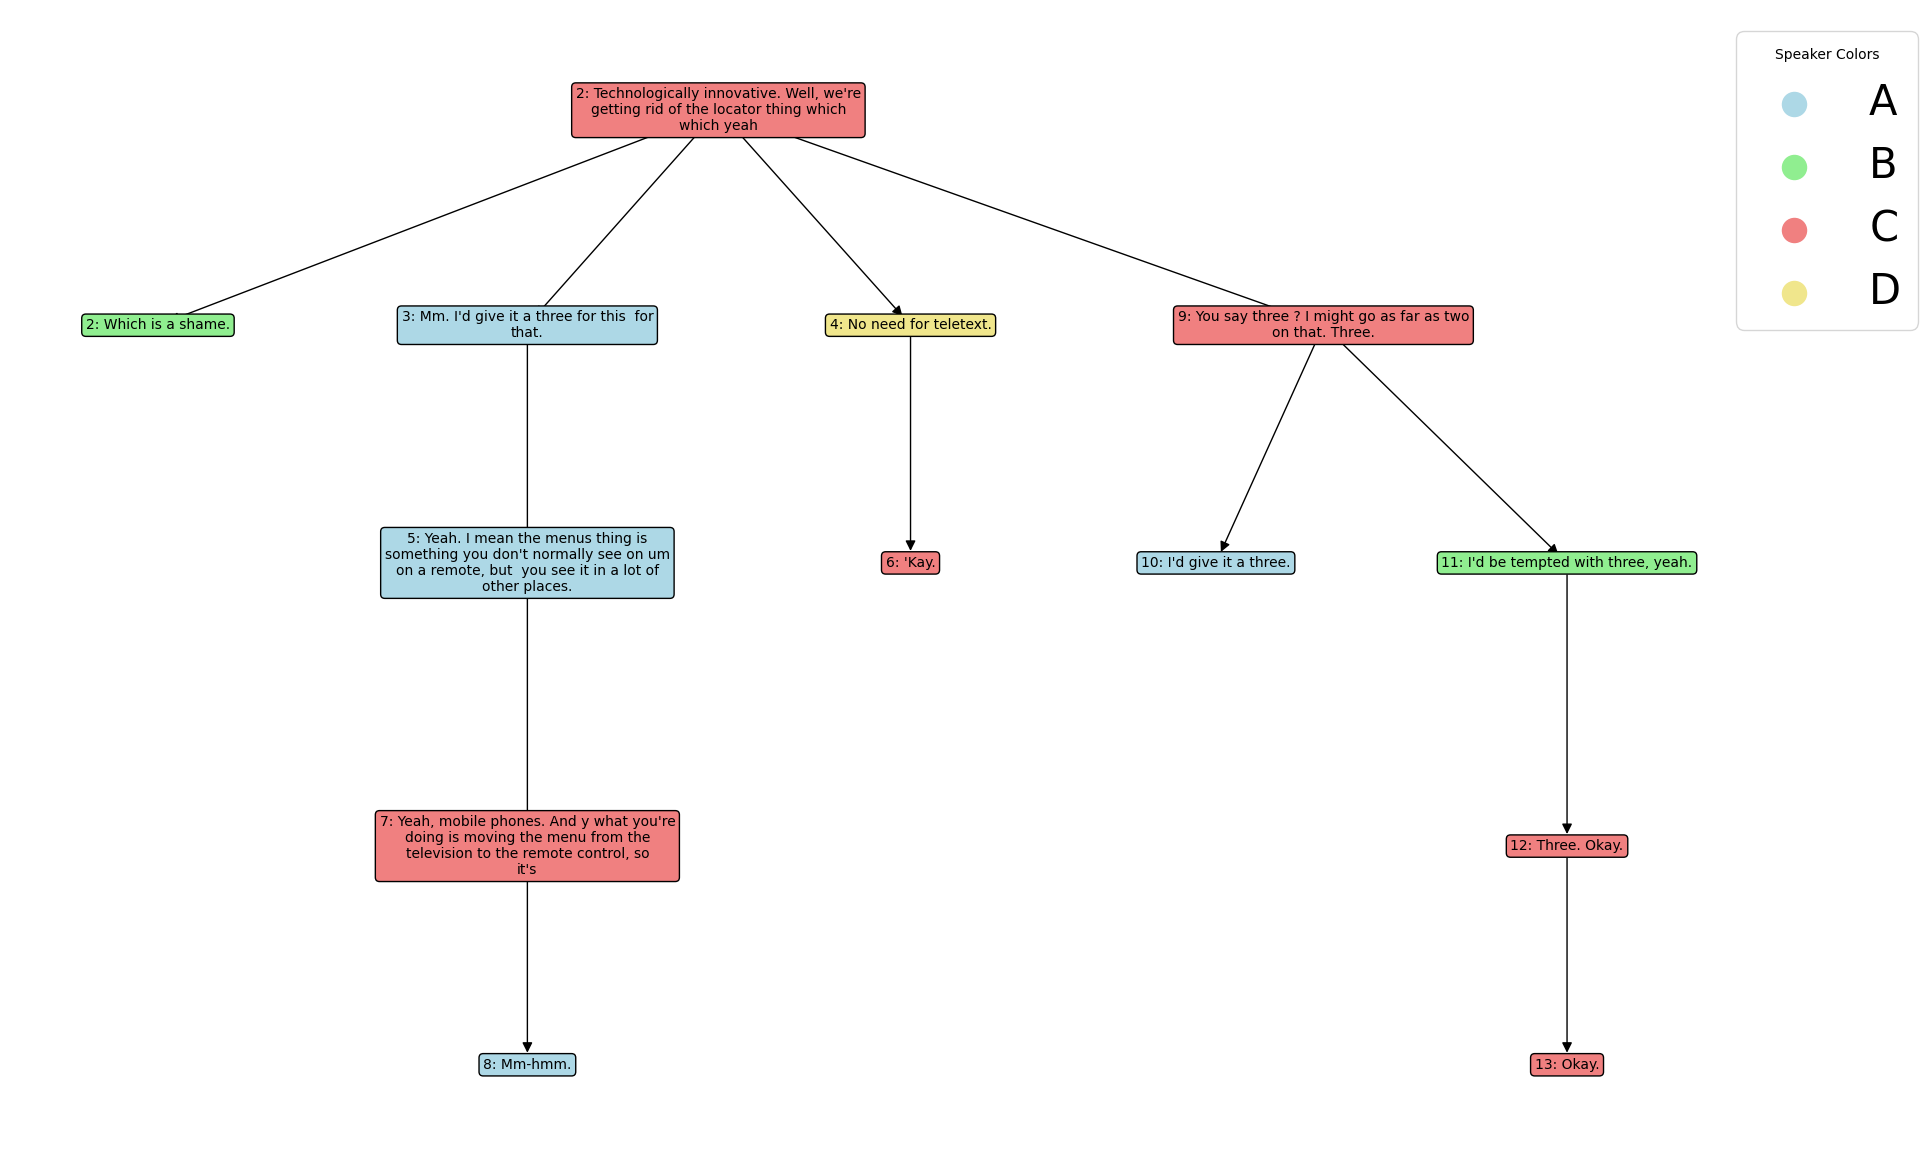 2: Technologically innovative. Well, we're
getting rid of the locator thing which
which yeah
Speaker Colors
A
B
C
D
2: Which is a shame.
3: Mm. I'd give it a three for this  for
that.
4: No need for teletext.
9: You say three ? I might go as far as two
on that. Three.
5: Yeah. I mean the menus thing is
something you don't normally see on um
on a remote, but  you see it in a lot of
other places.
6: 'Kay.
10: I'd give it a three.
11: I'd be tempted with three, yeah.
7: Yeah, mobile phones. And y what you're
doing is moving the menu from the
television to the remote control, so
it's
12: Three. Okay.
8: Mm-hmm.
13: Okay.